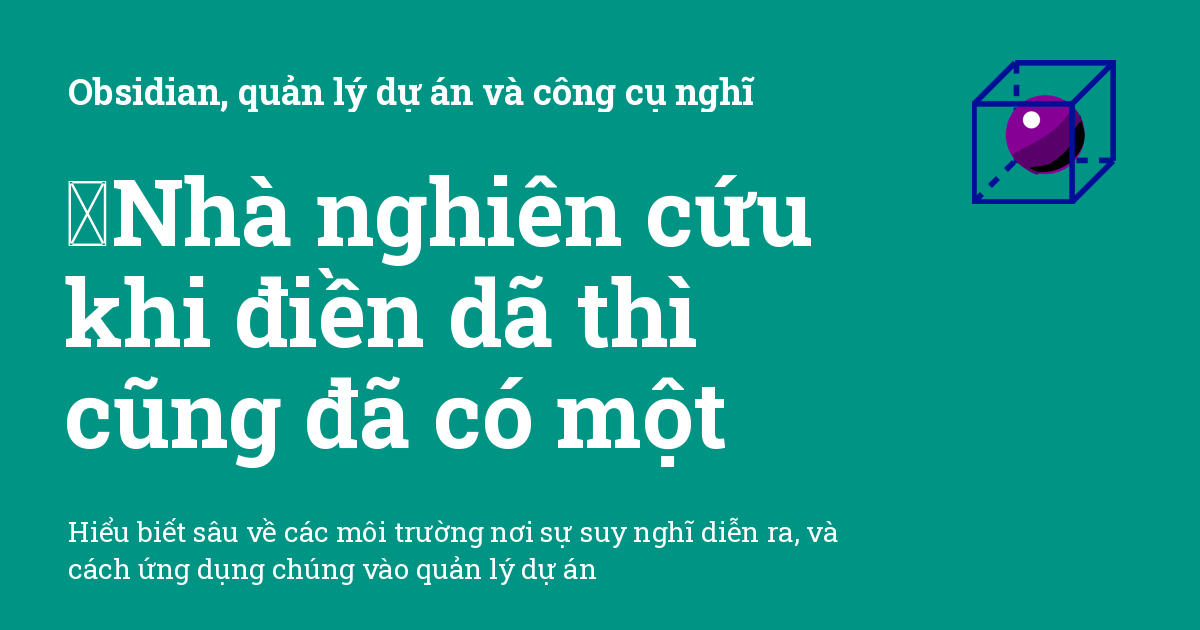 Obsidian, quản lý dự án và công cụ nghĩ
Nhà nghiên cứu
khi điền dã thì
cũng đã có một
Hiểu biết sâu về các môi trường nơi sự suy nghĩ diễn ra, và
cách ứng dụng chúng vào quản lý dự án